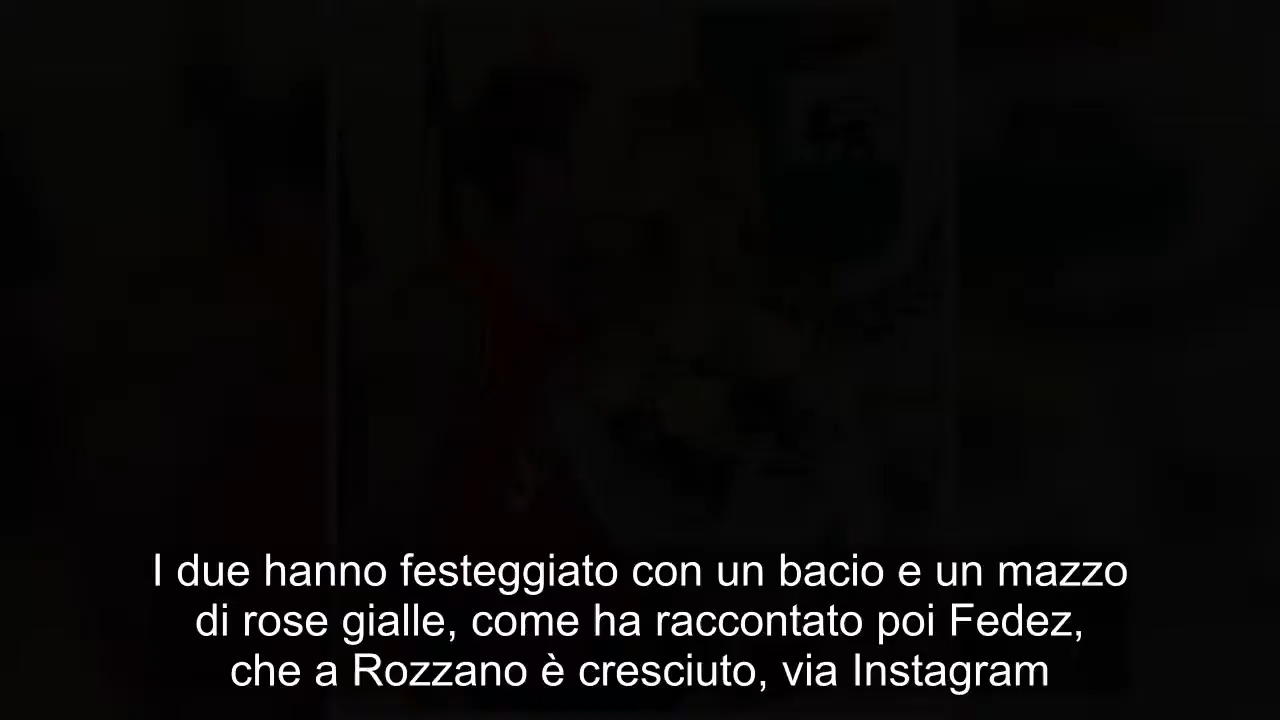 I due hanno festeggiato con un bacio e un mazzo
di rose gialle, come ha raccontato poi Fedez,
che a Rozzano è cresciuto, via Instagram